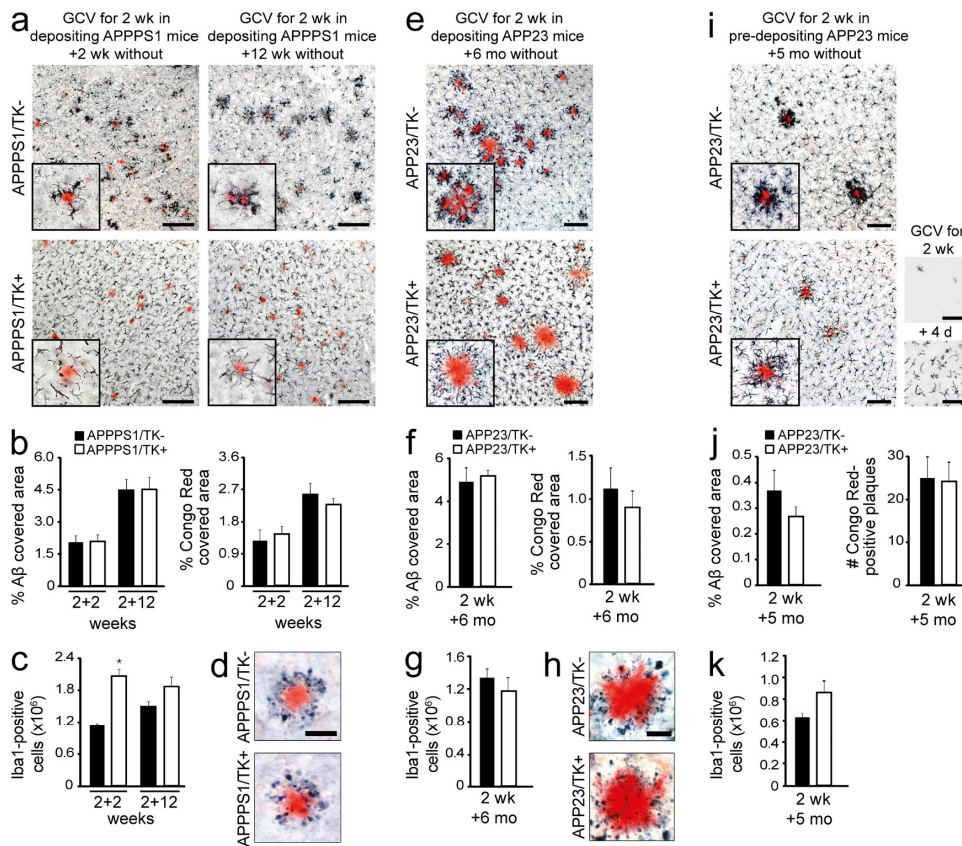 a
GCV for 2 wk in
depositing APPPS1 mice
+2 wk without
GCV for 2 wk in
depositing APPPS1 mice
+12 wk without
APPPS1/TK-
APPPS1/TK+
e
GCV for 2 wk in
depositing APP23 mice
+6 mo without
APP23/TK-
APP23/TK+
i
GCV for 2 wk in
pre-depositing APP23 mice
+5 mo without
APP23/TK-
APP23/TK+
GCV for
2 wk
+ 4 d
b
APPPS1/TK-
APPPS1/TK+
% Aβ covered area
6.0
4.5
3.0
1.5
0
2+2
2+12
weeks
% Congo Red
covered area
3.6
2.7
1.8
0.9
0
2+2
2+12
weeks
f
APP23/TK-
APP23/TK+
% Aβ covered area
6
4
2
0
2 wk
+6 mo
% Congo Red
covered area
1.5
1.0
0.5
0
2 wk
+6 mo
j
APP23/TK-
APP23/TK+
% Aβ covered area
0.5
0.4
0.3
0.2
0.1
0
2 wk
+5 mo
# Congo Red-
positive plaques
30
20
10
0
2 wk
+5 mo
c
Iba1-positive
cells (x10⁶)
2.4
1.8
1.2
0.6
0
*
2+2
2+12
weeks
d
APPPS1/TK-
APPPS1/TK+
g
Iba1-positive
cells (x10⁶)
1.6
1.2
0.8
0.4
0
2 wk
+6 mo
h
APP23/TK-
APP23/TK+
k
Iba1-positive
cells (x10⁶)
1.2
1.0
0.8
0.6
0.4
0.2
0
2 wk
+5 mo